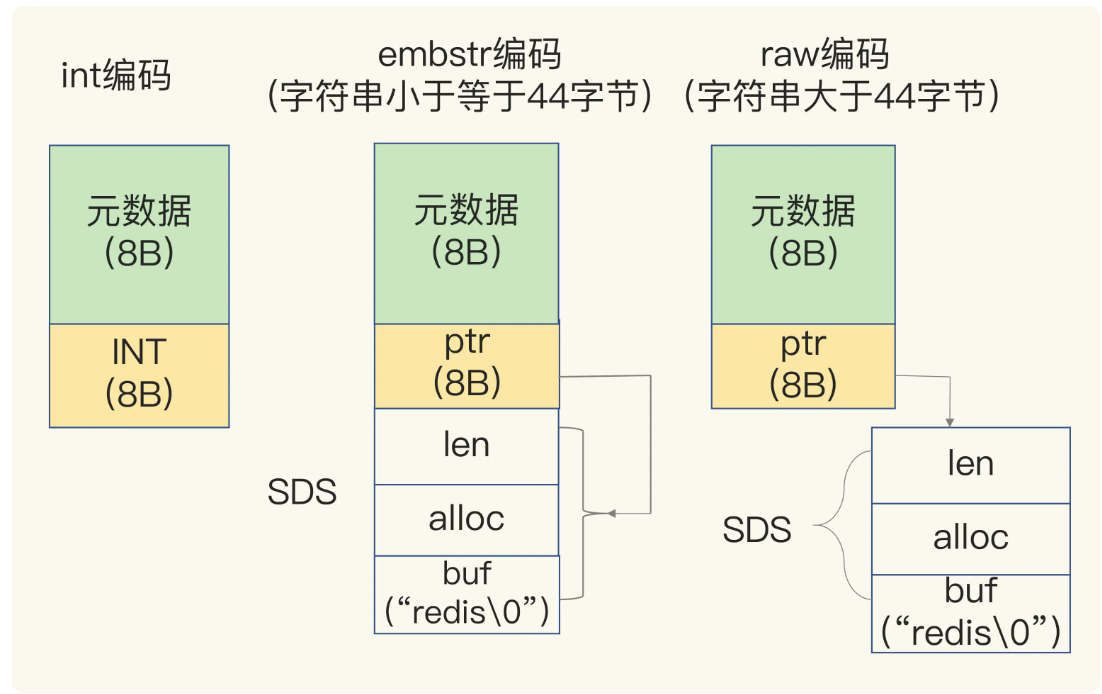 int编码
元数据
(8B)
INT
(8B)
embstr编码
(字符串小于等于44字节)
元数据
(8B)
ptr
(8B)
len
alloc
buf
(“redis\0”)
SDS
raw编码
(字符串大于44字节)
元数据
(8B)
ptr
(8B)
len
alloc
buf
(“redis\0”)
SDS